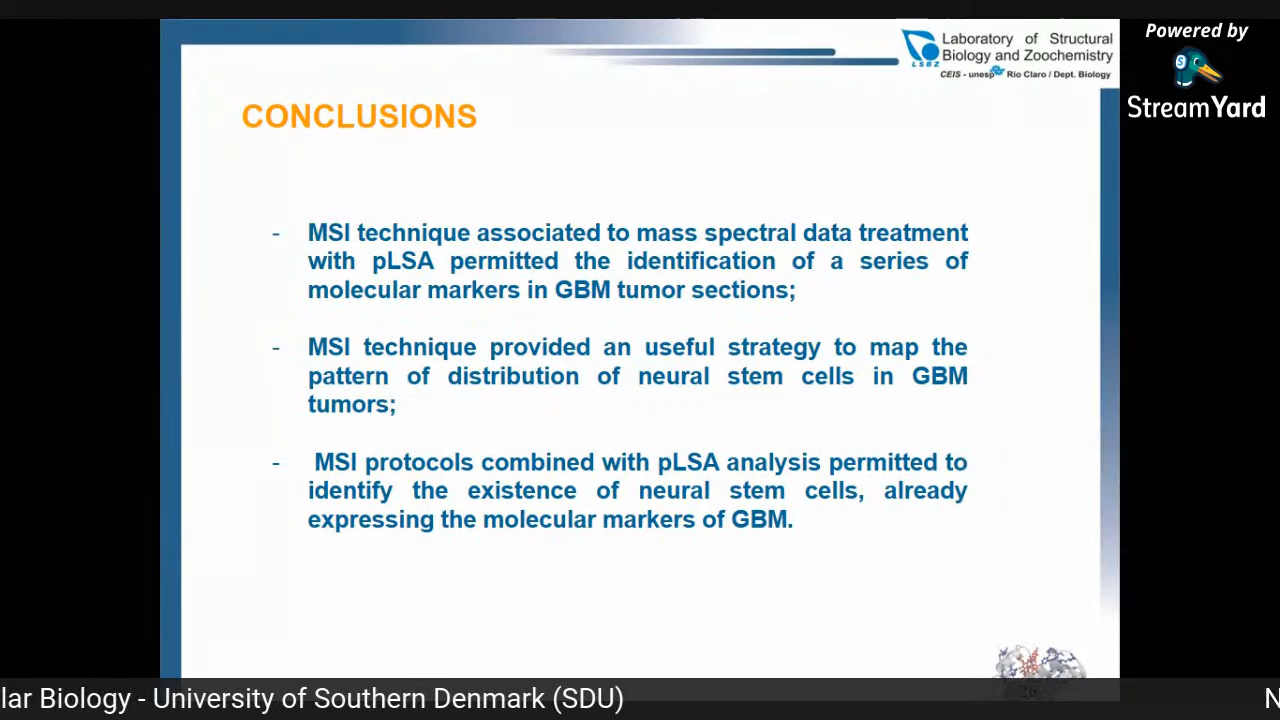 Laboratory of Structural
Biology and Zoochemistry
LSBZ
CEIS - unesp Rio Claro / Dept. Biology
Powered by
S
StreamYard
CONCLUSIONS
- MSI technique associated to mass spectral data treatment
with pLSA permitted the identification of a series of
molecular markers in GBM tumor sections;
- MSI technique provided an useful strategy to map the
pattern of distribution of neural stem cells in GBM
tumors;
- MSI protocols combined with pLSA analysis permitted to
identify the existence of neural stem cells, already
expressing the molecular markers of GBM.
lar Biology - University of Southern Denmark (SDU) N